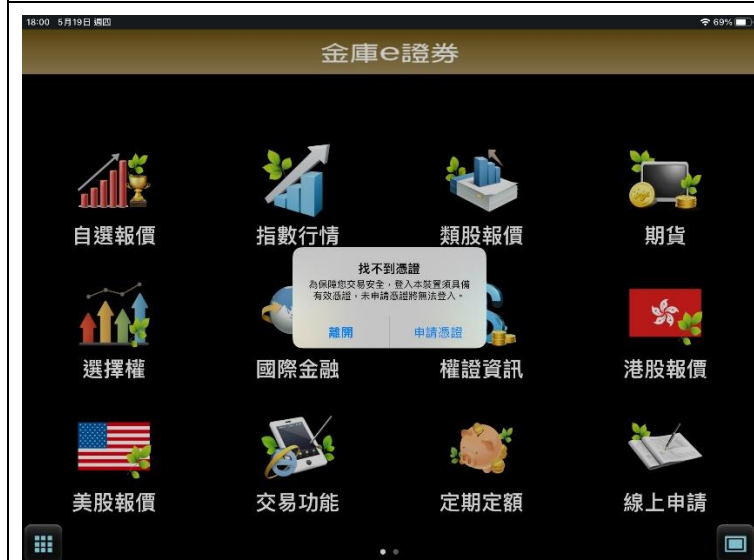 18:00 5月19日 週四
69%
金庫e證券
自選報價
指數行情
類股報價
期貨
找不到憑證
為保障您交易安全，登入本裝置須具備
有效憑證，未申請憑證將無法登入。
離開
申請憑證
選擇權
國際金融
權證資訊
港股報價
美股報價
交易功能
定期定額
線上申請